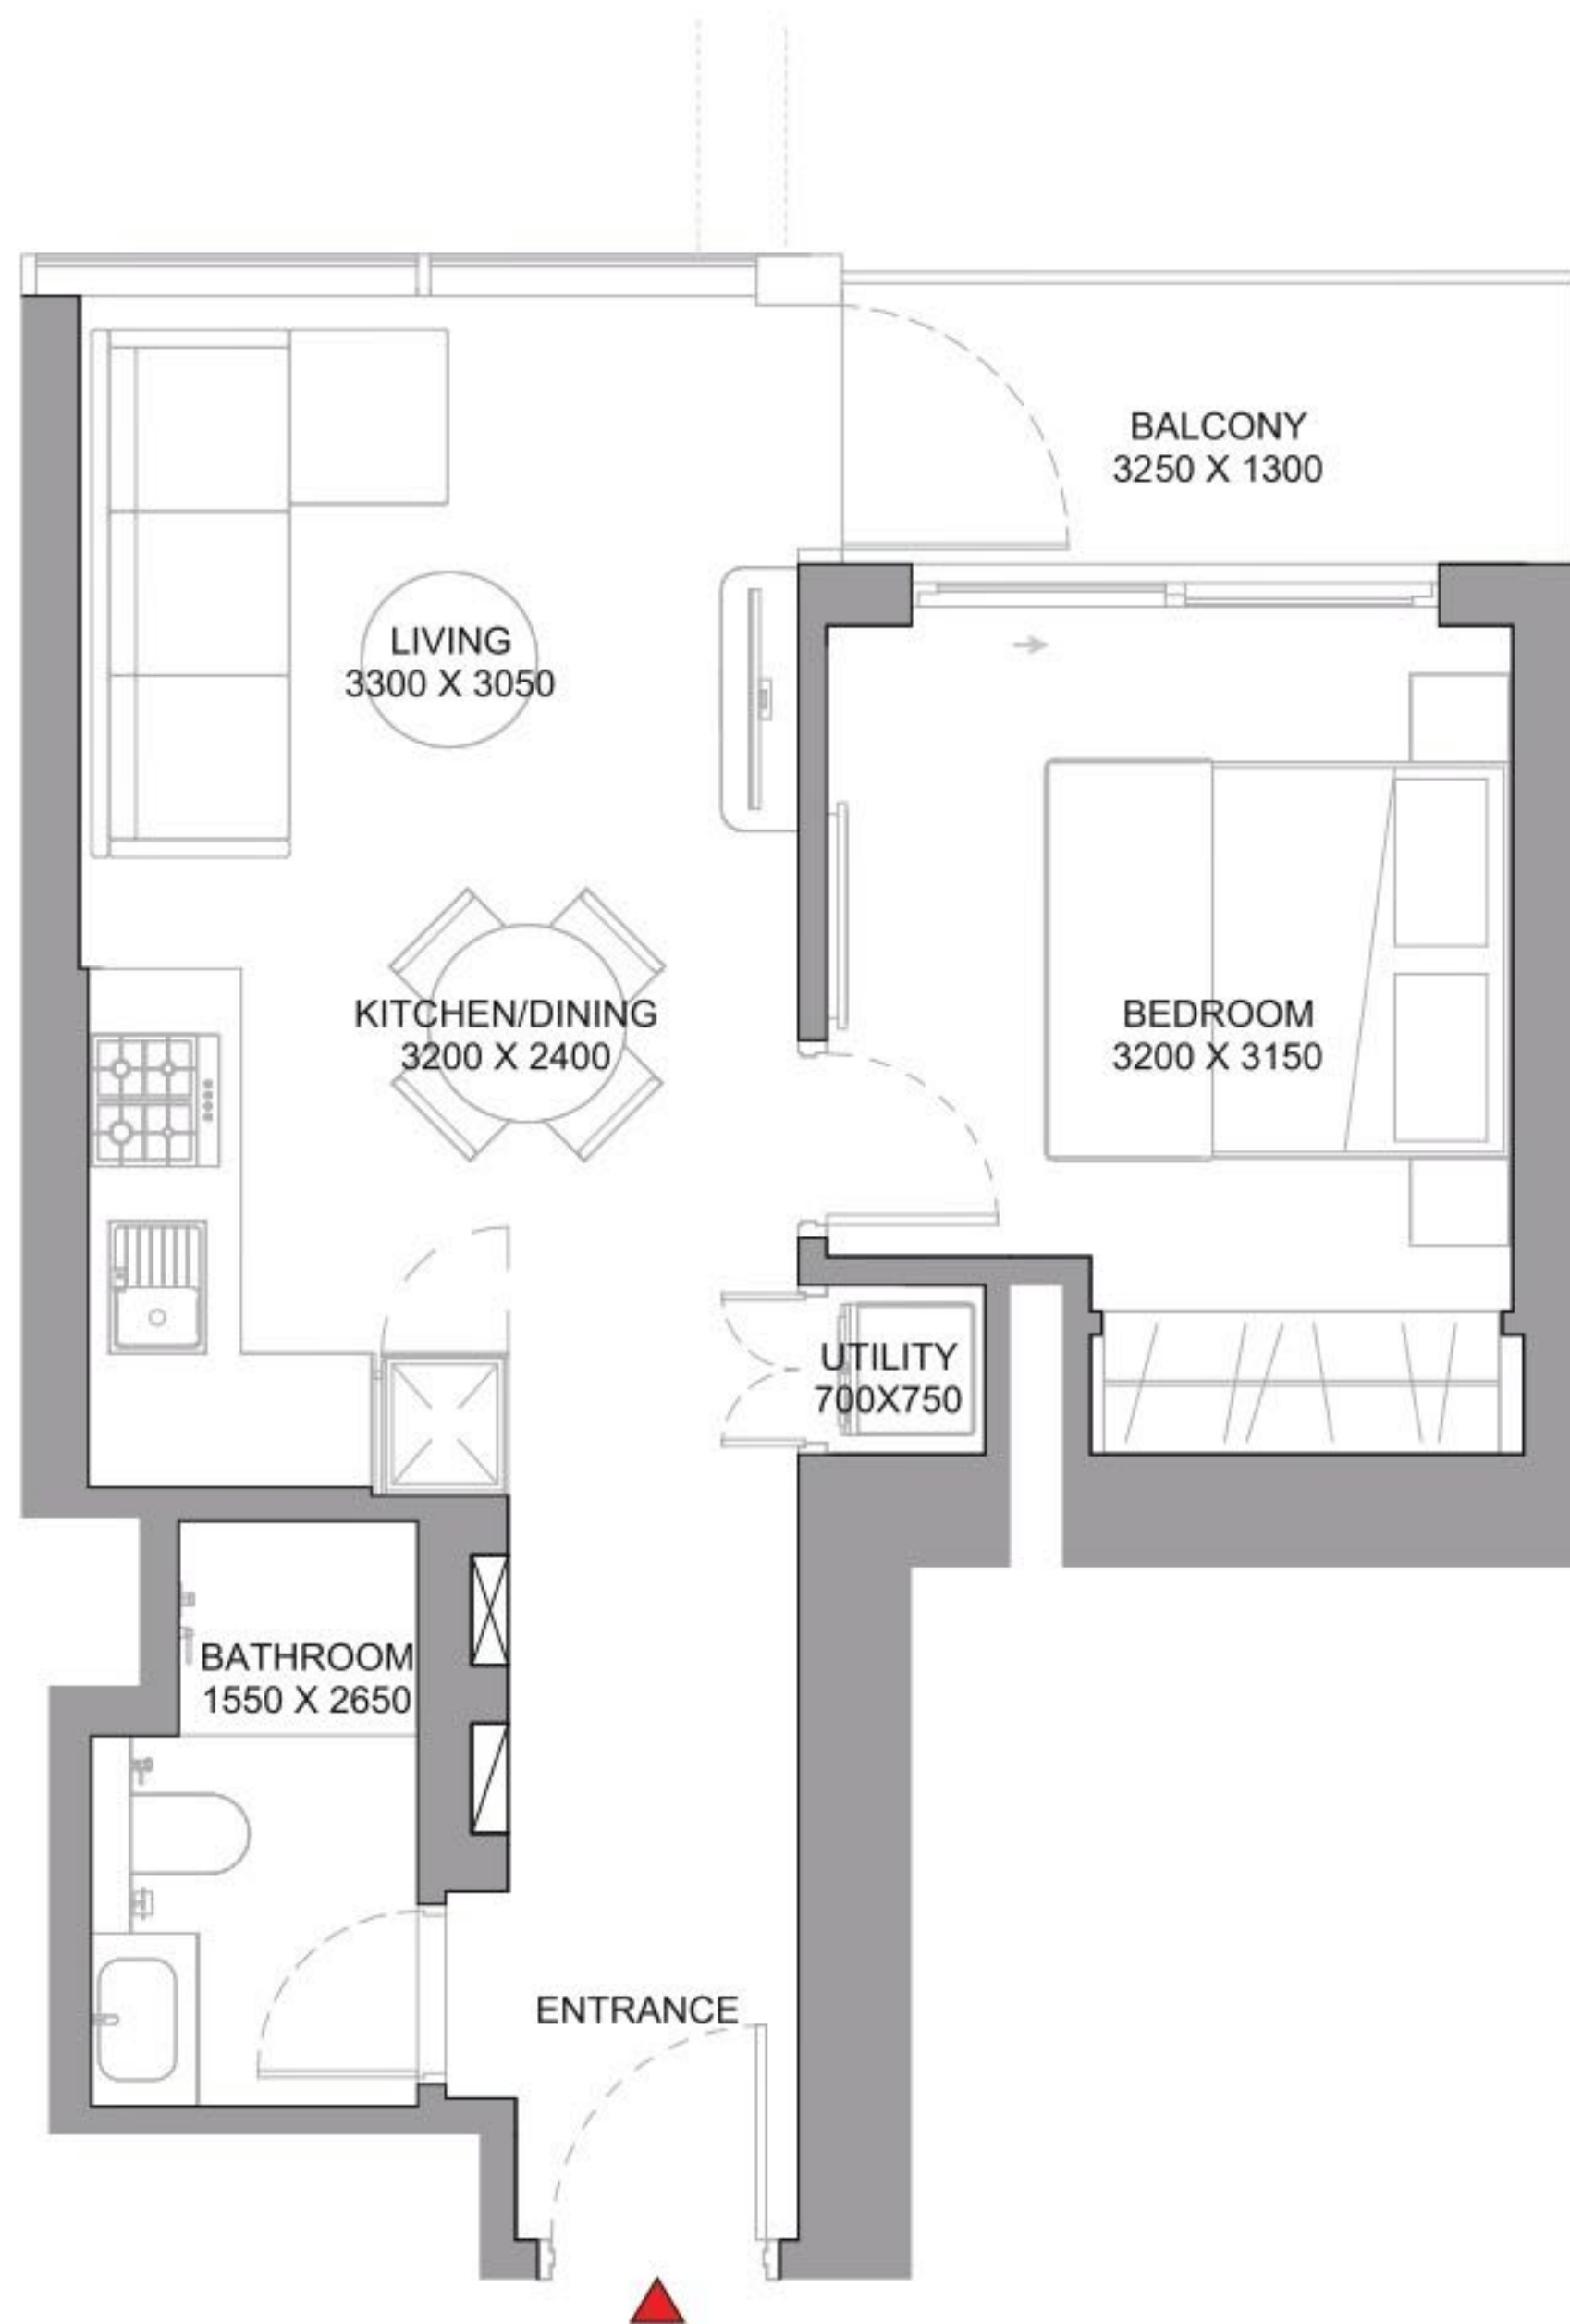 BALCONY
3250 X 1300
LIVING
3300 X 3050
KITCHEN/DINING
3200 X 2400
BEDROOM
3200 X 3150
UTILITY
700X750
BATHROOM
1550 X 2650
ENTRANCE